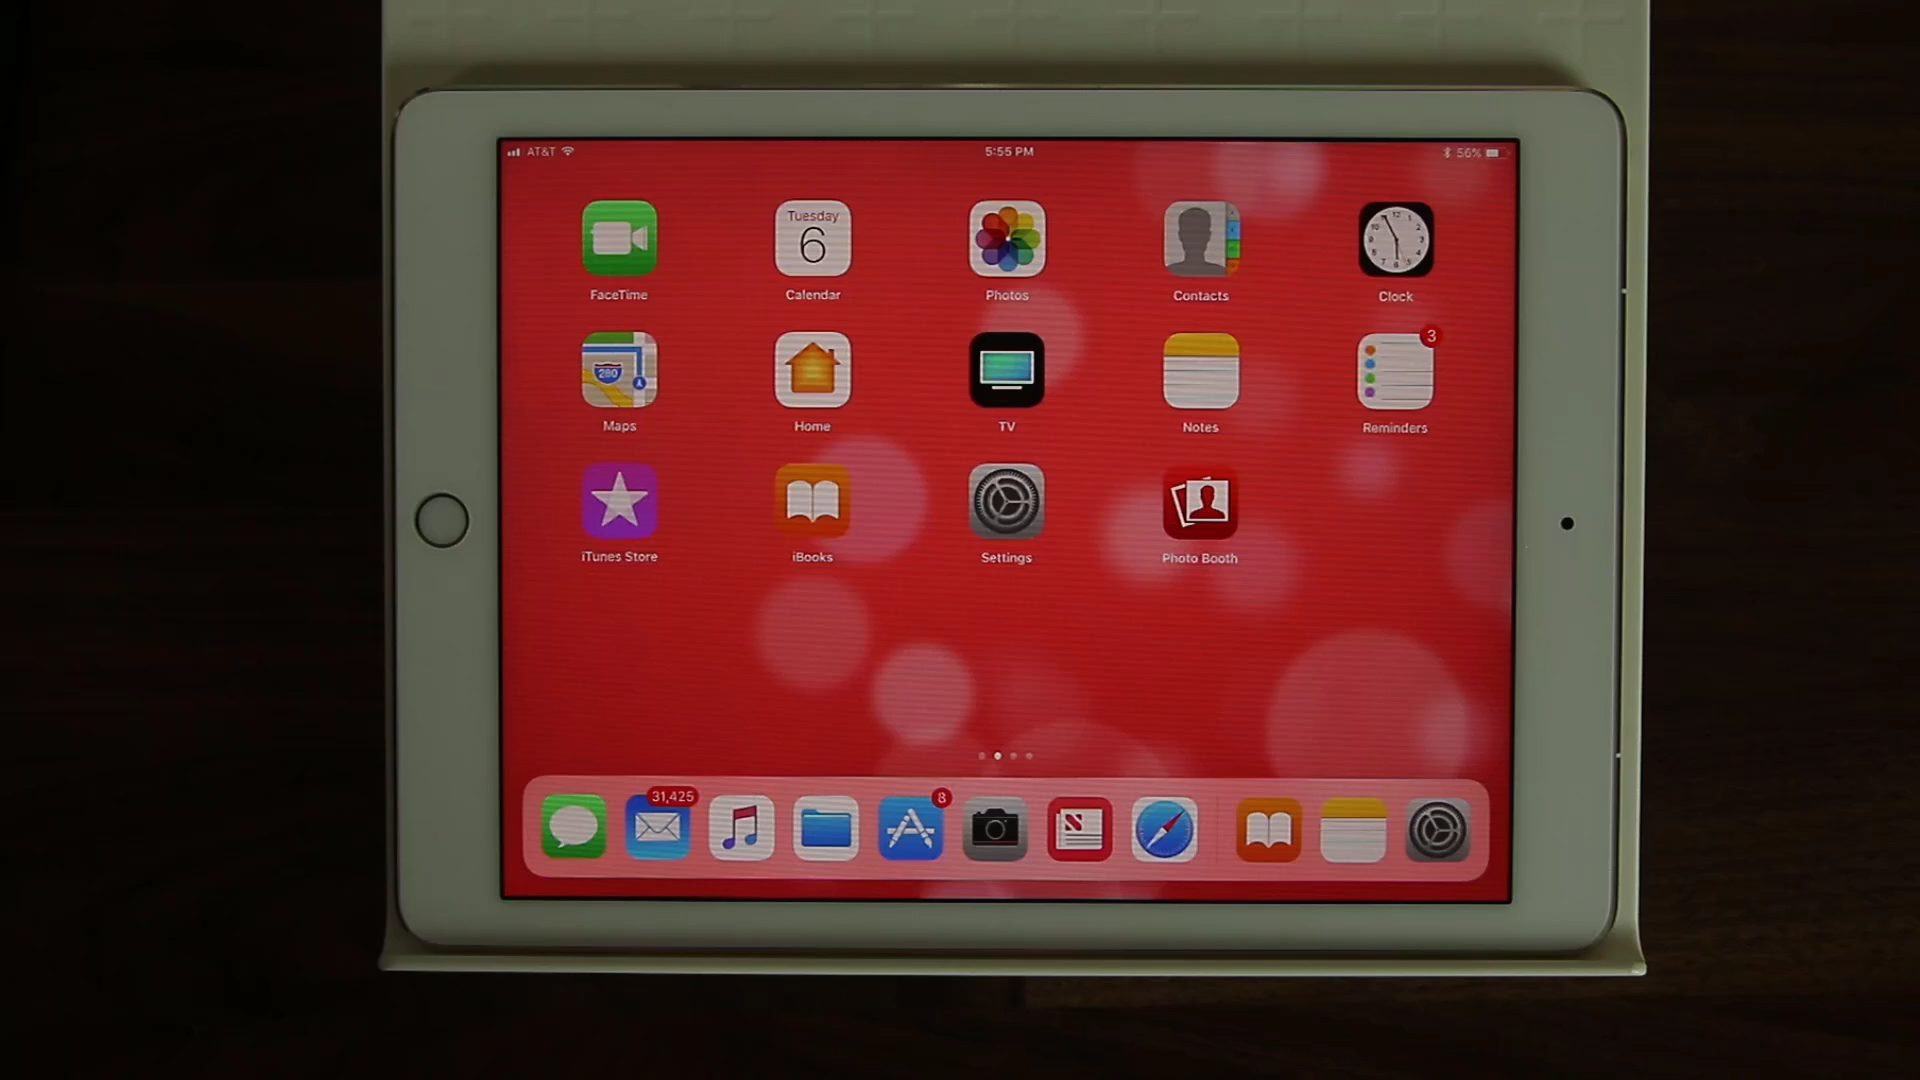 AT&T 5:55 PM 56%
Tuesday
6
FaceTime Calendar Photos Contacts Clock
3
280
Maps Home TV Notes Reminders
iTunes Store iBooks Settings Photo Booth
31,425 8